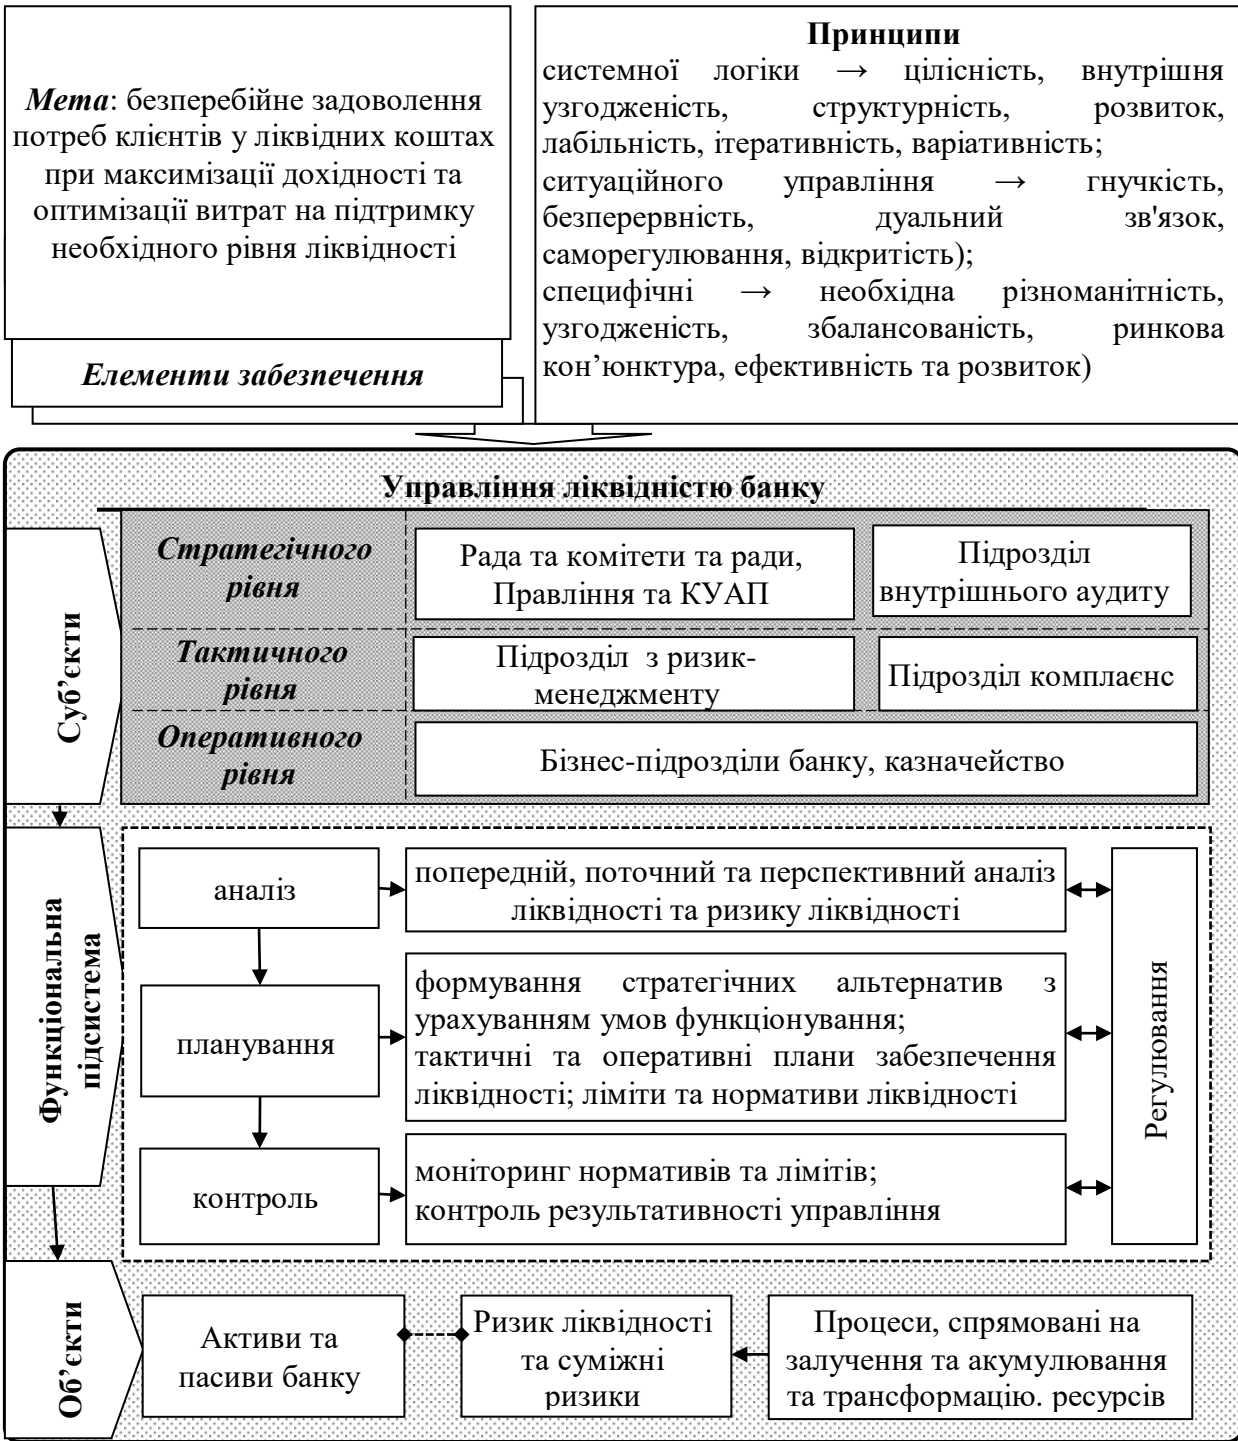 Мета: безперебійне задоволення
потреб клієнтів у ліквідних коштах
при максимізації дохідності та
оптимізації витрат на підтримку
необхідного рівня ліквідності
Елементи забезпечення
Принципи
системної логіки → цілісність, внутрішня
узгодженість, структурність, розвиток,
лабільність, ітеративність, варіативність;
ситуаційного управління → гнучкість,
безперервність, дуальний зв'язок,
саморегулювання, відкритість);
специфічні → необхідна різноманітність,
узгодженість, збалансованість, ринкова
кон’юнктура, ефективність та розвиток)
Управління ліквідністю банку
Суб’єкти
Стратегічного
рівня
Рада та комітети та ради,
Правління та КУАП
Підрозділ
внутрішнього аудиту
Тактичного
рівня
Підрозділ з ризик-
менеджменту
Підрозділ комплаєнс
Оперативного
рівня
Бізнес-підрозділи банку, казначейство
Функціональна
підсистема
аналіз
попередній, поточний та перспективний аналіз
ліквідності та ризику ліквідності
планування
формування стратегічних альтернатив з
урахуванням умов функціонування;
тактичні та оперативні плани забезпечення
ліквідності; ліміти та нормативи ліквідності
контроль
моніторинг нормативів та лімітів;
контроль результативності управління
Регулювання
Об’єкти
Активи та
пасиви банку
Ризик ліквідності
та суміжні
ризики
Процеси, спрямовані на
залучення та акумулювання
та трансформацію. ресурсів